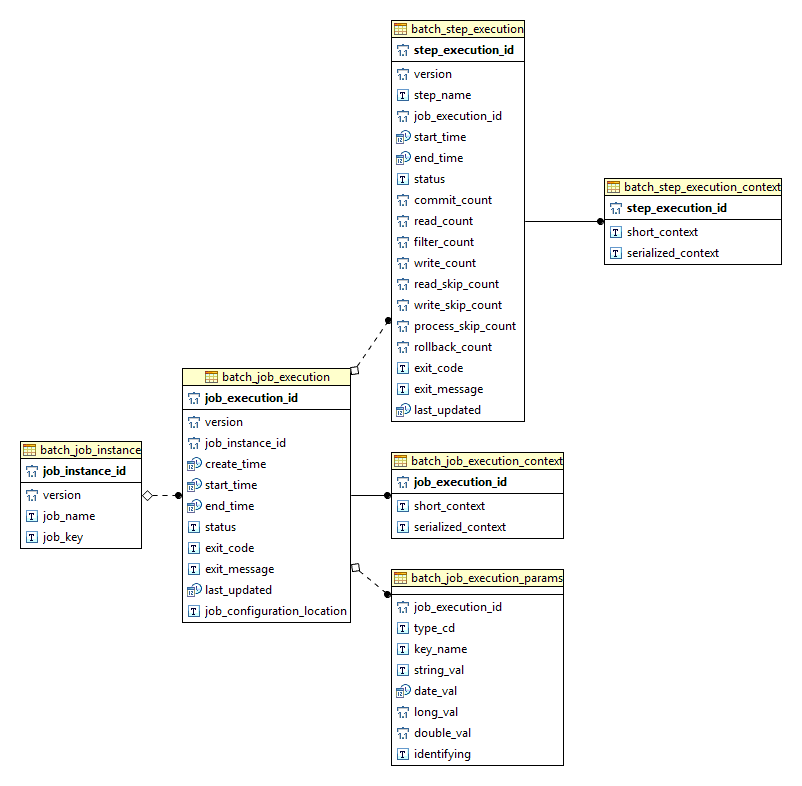 batch_step_execution
step_execution_id
version
step_name
job_execution_id
start_time
end_time
status
commit_count
read_count
filter_count
write_count
read_skip_count
write_skip_count
process_skip_count
rollback_count
exit_code
exit_message
last_updated
batch_step_execution_context
step_execution_id
short_context
serialized_context
batch_job_execution
job_execution_id
version
job_instance_id
create_time
start_time
end_time
status
exit_code
exit_message
last_updated
job_configuration_location
batch_job_instance
job_instance_id
version
job_name
job_key
batch_job_execution_context
job_execution_id
short_context
serialized_context
batch_job_execution_params
job_execution_id
type_cd
key_name
string_val
date_val
long_val
double_val
identifying